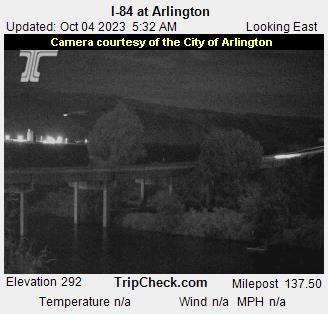 I-84 at Arlington
Updated: Oct 04 2023 5:32 AM Looking East
Camera courtesy of the City of Arlington
Elevation 292 TripCheck.com Milepost 137.50
Temperature n/a Wind n/a MPH n/a